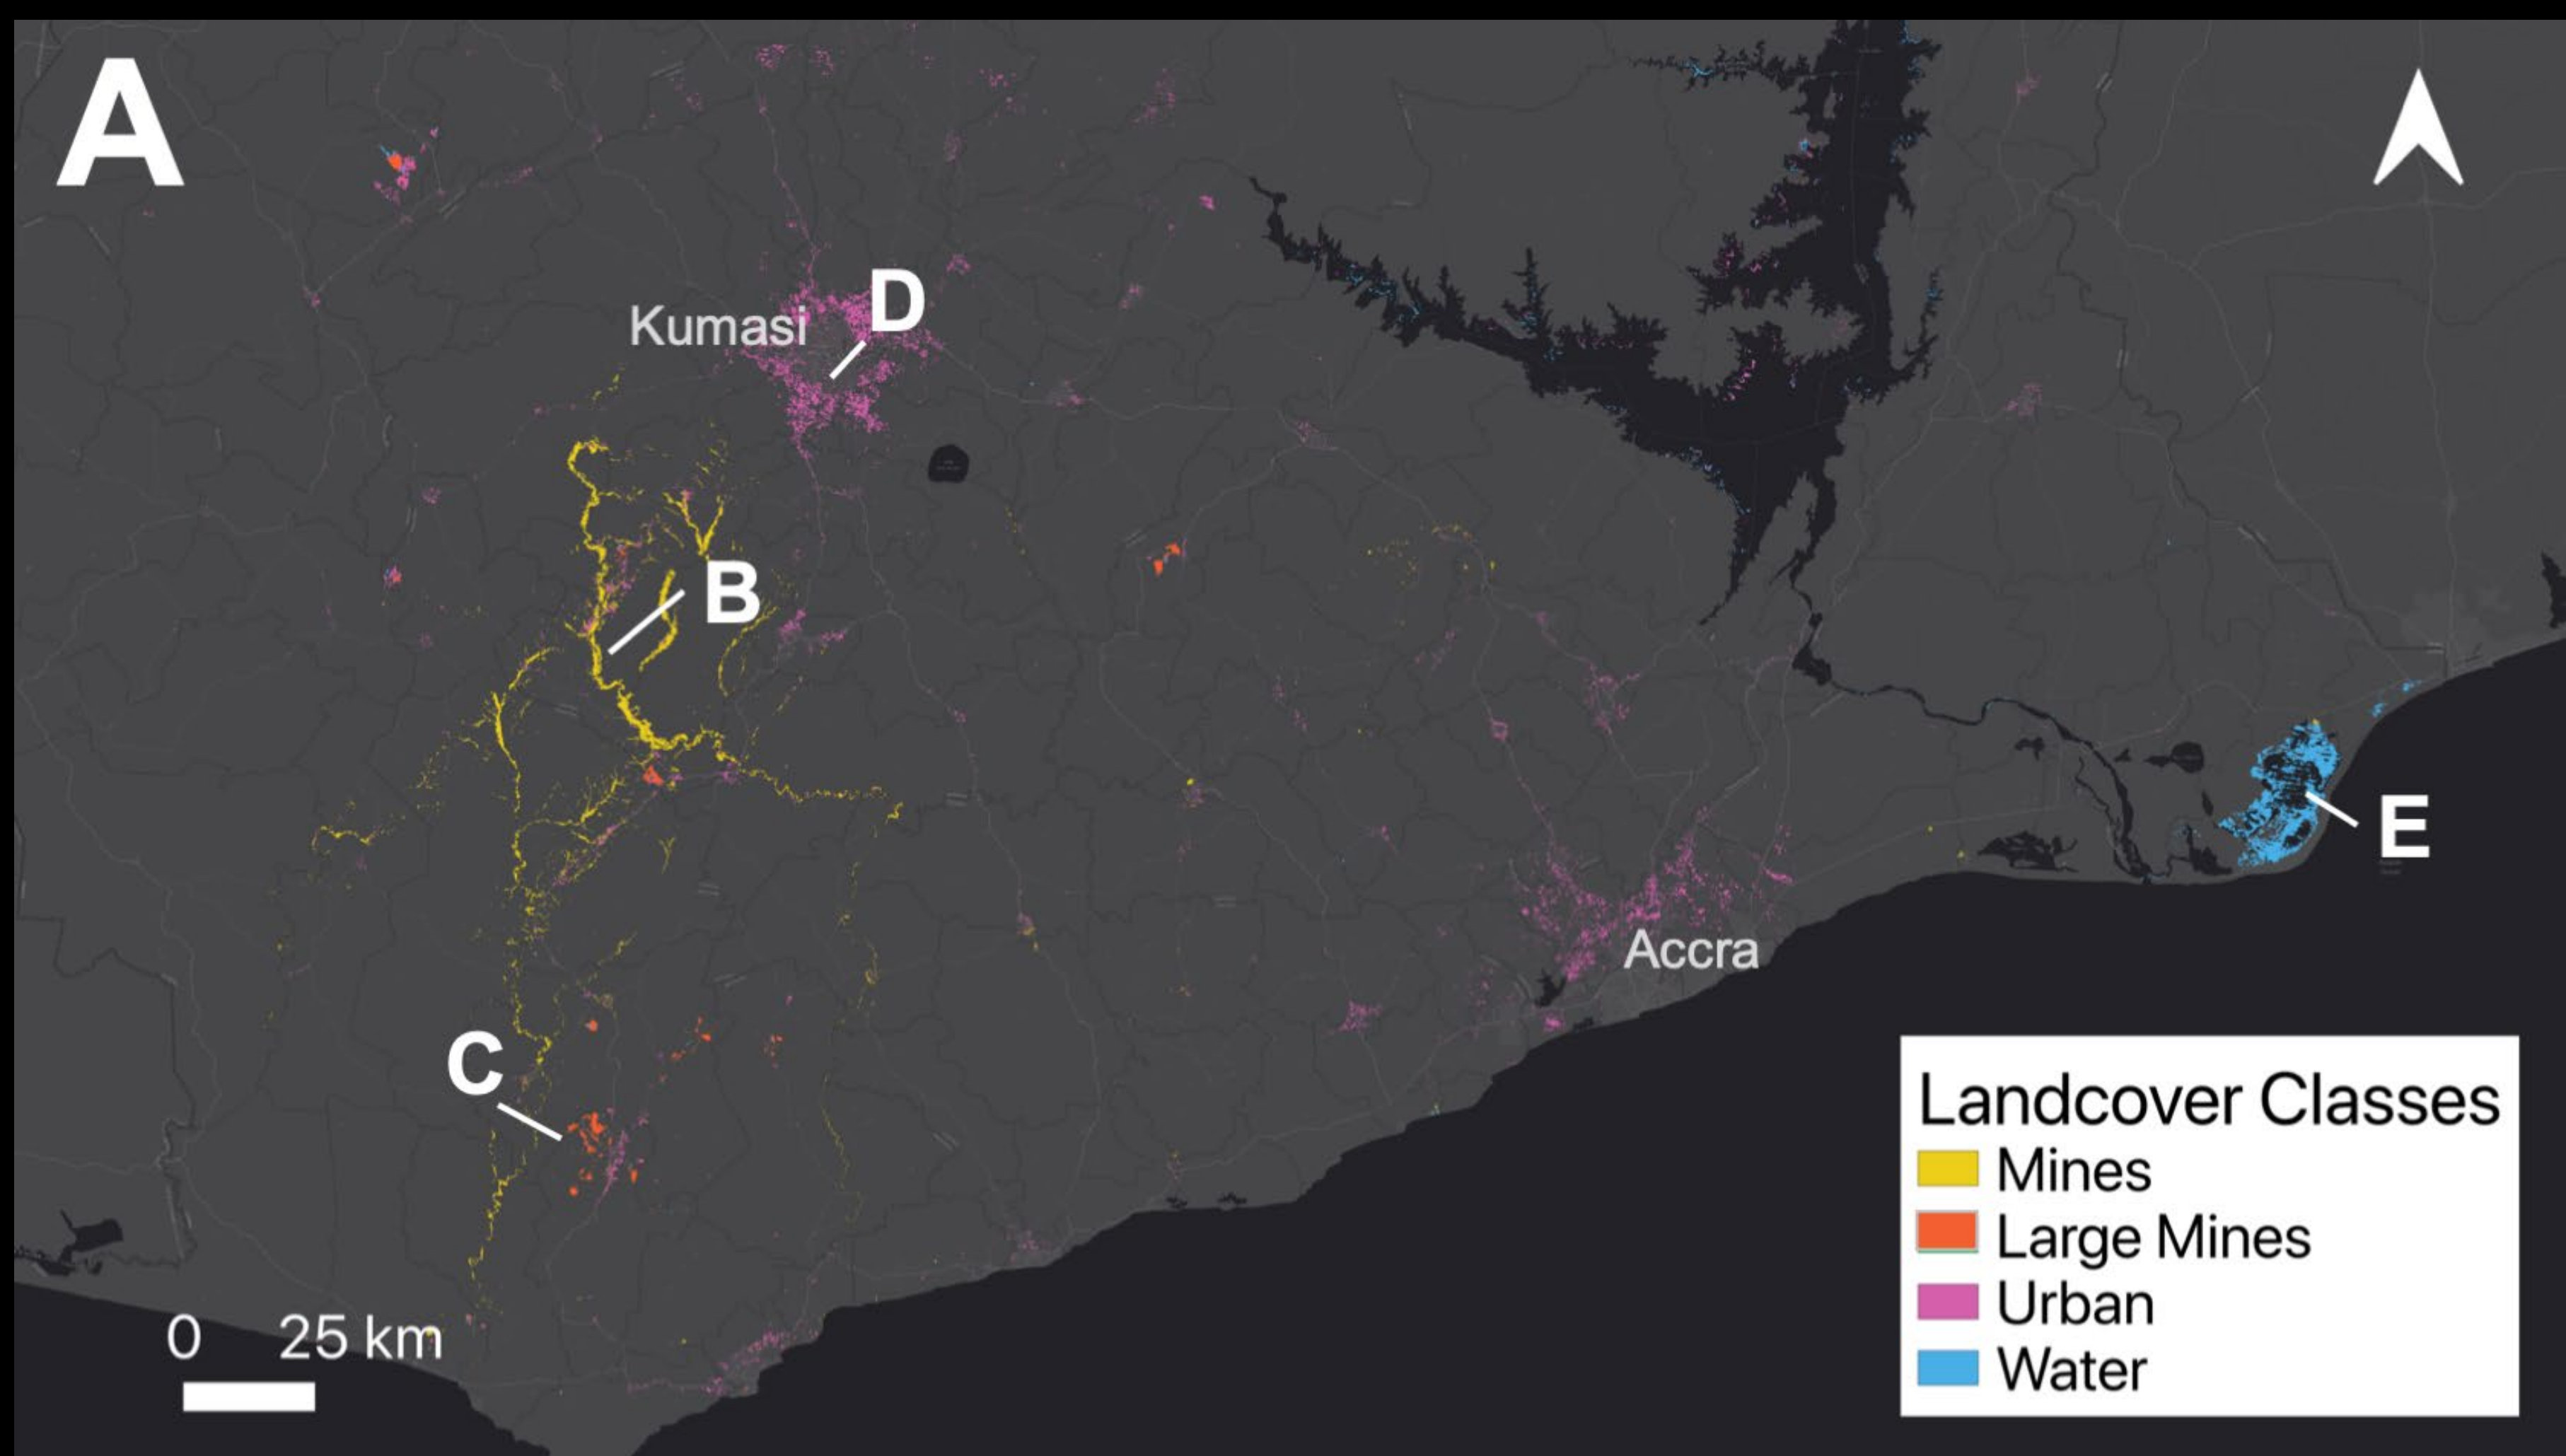 A
D
Kumasi
B
E
Accra
C
Landcover Classes
Mines
Large Mines
Urban
Water
0 25 km